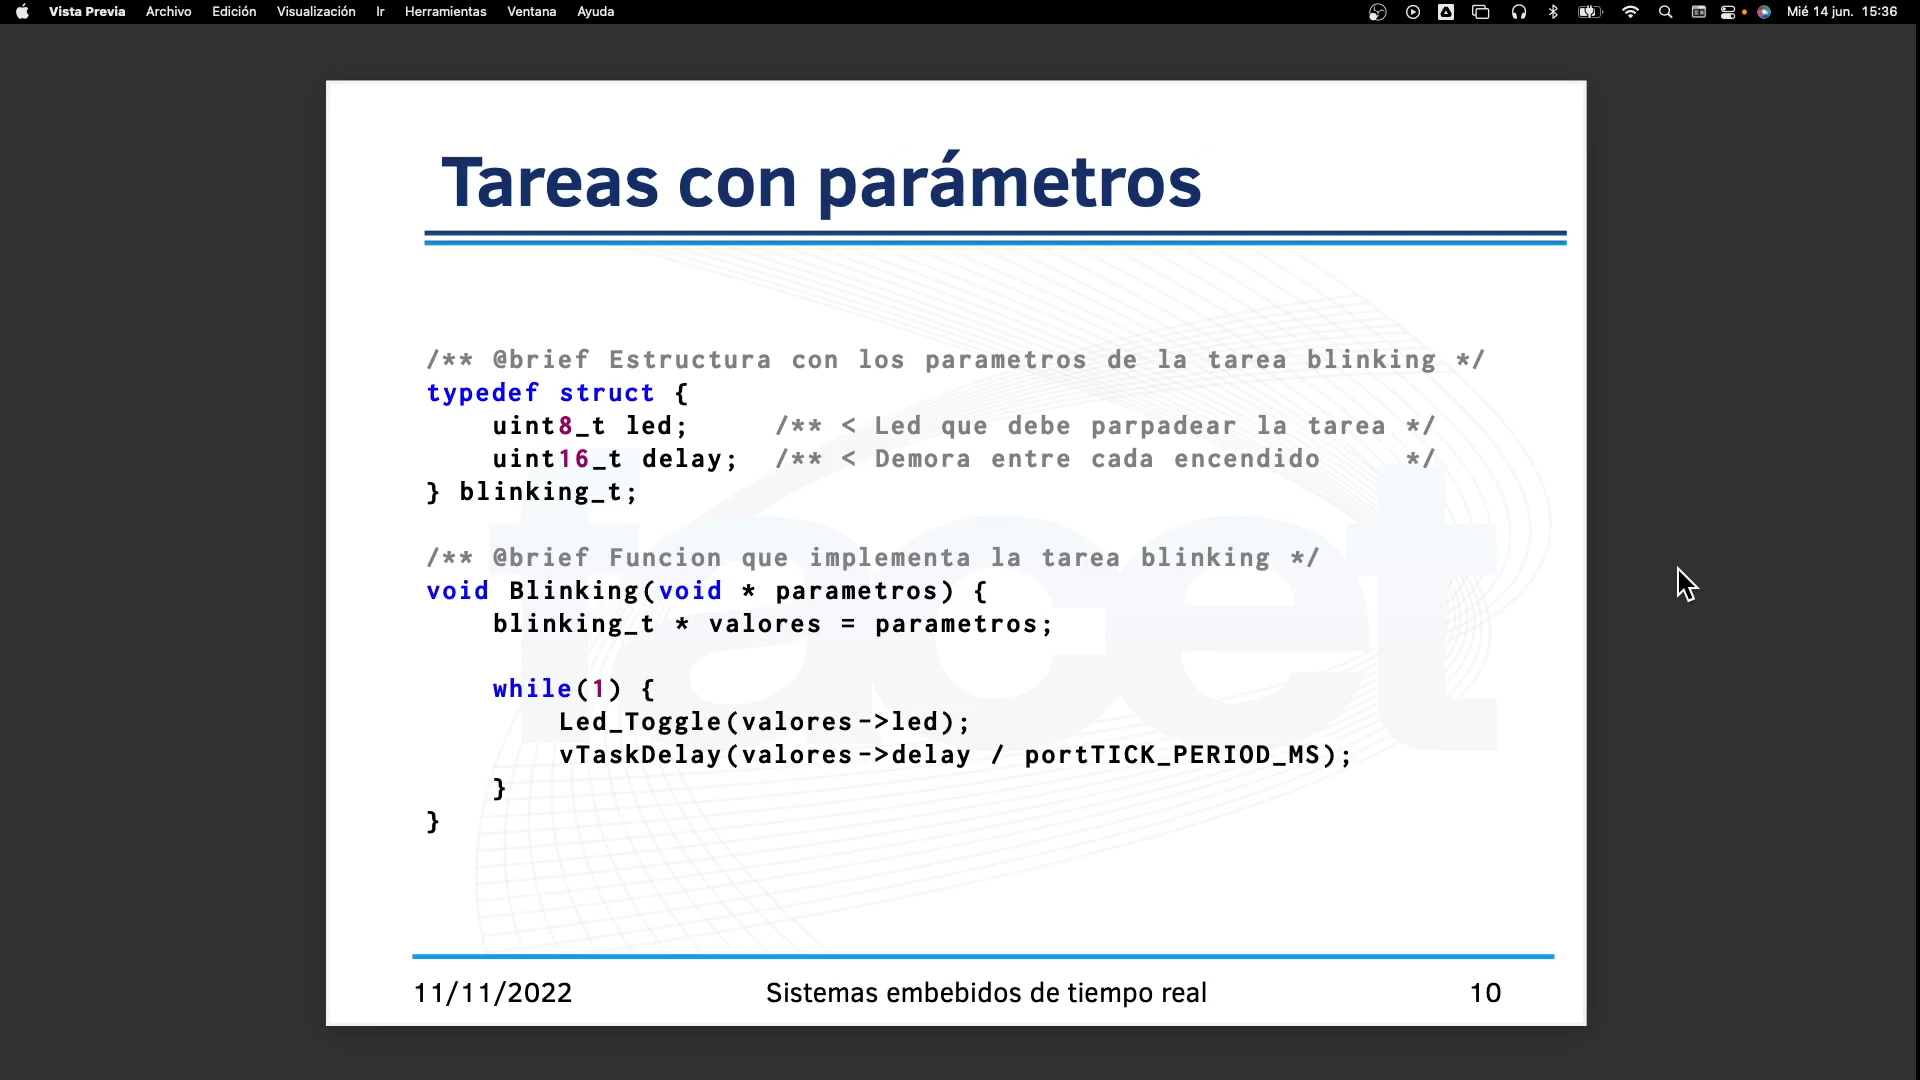 Vista Previa Archivo Edición Visualización Ir Herramientas Ventana Ayuda Mié 14 jun. 15:36
Tareas con parámetros
/** @brief Estructura con los parametros de la tarea blinking */
typedef struct {
    uint8_t led;     /** < Led que debe parpadear la tarea */
    uint16_t delay;  /** < Demora entre cada encendido     */
} blinking_t;
/** @brief Funcion que implementa la tarea blinking */
void Blinking(void * parametros) {
    blinking_t * valores = parametros;
    while(1) {
        Led_Toggle(valores->led);
        vTaskDelay(valores->delay / portTICK_PERIOD_MS);
    }
}
facet
11/11/2022 Sistemas embebidos de tiempo real 10